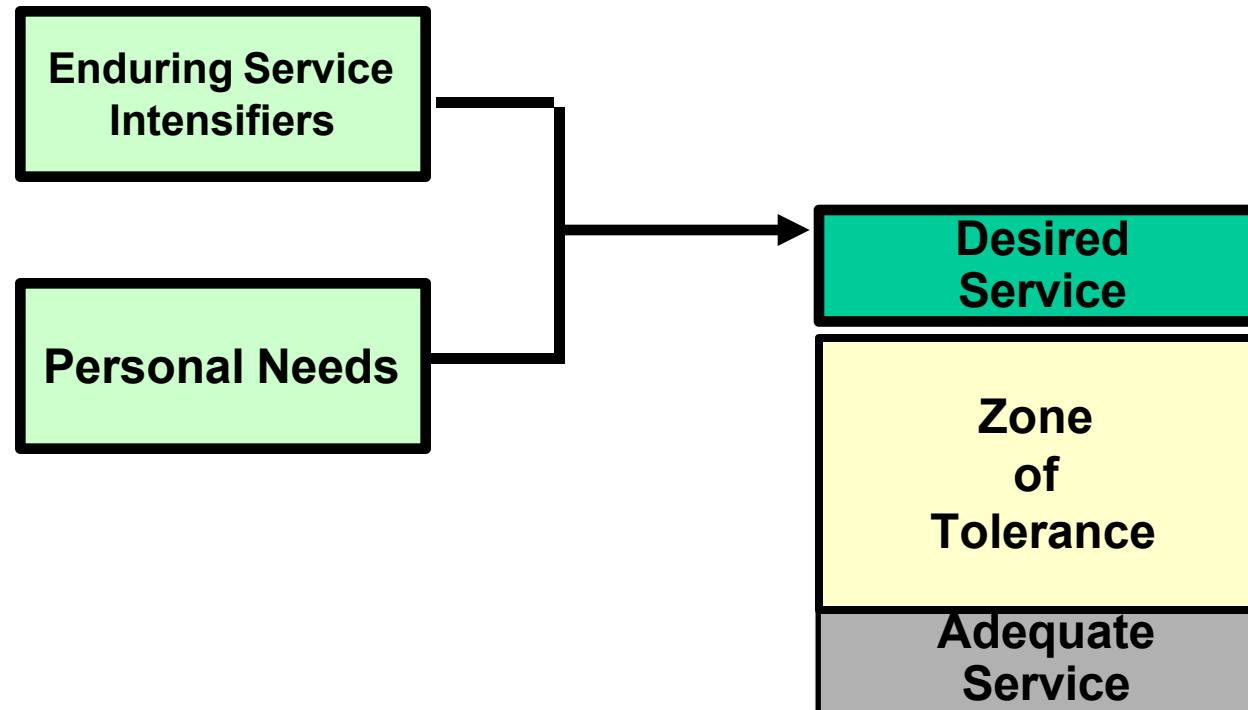 Enduring Service
Intensifiers
Personal Needs
Desired
Service
Zone
of
Tolerance
Adequate
Service